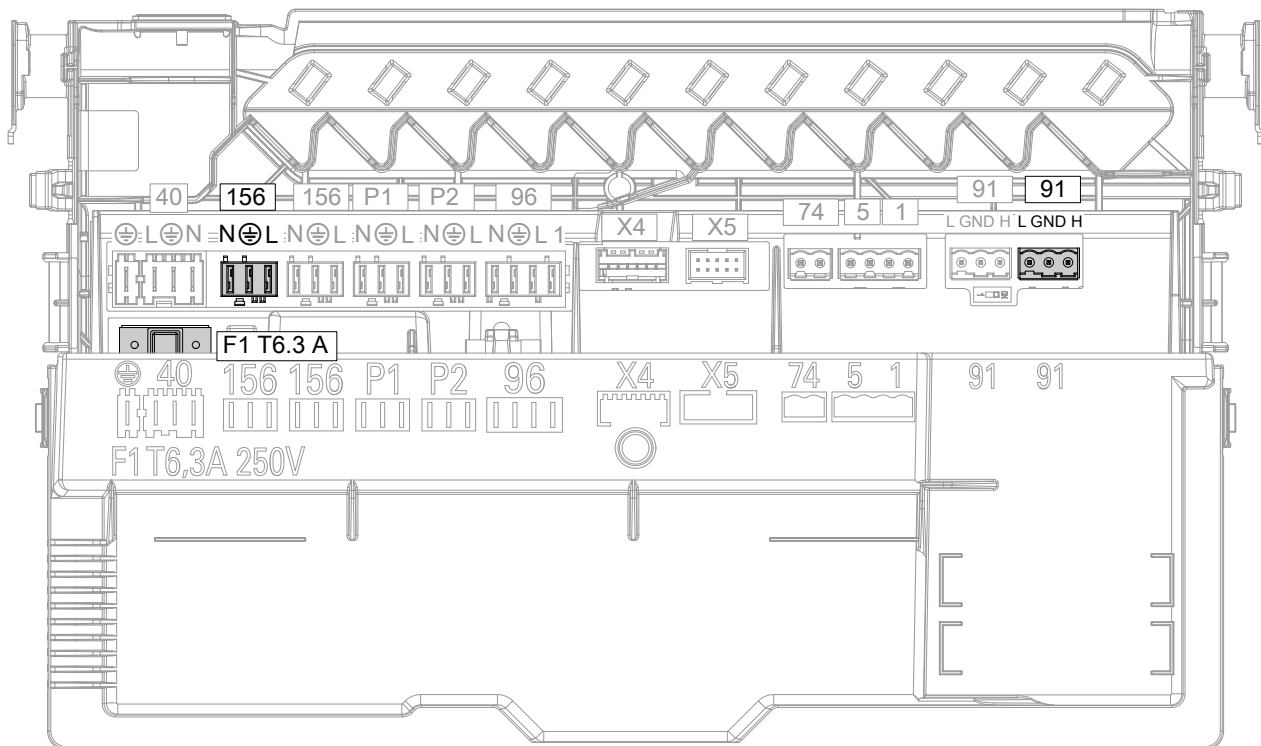 40 156 156 P1 P2 96 X4 X5 74 5 1 91 91
⏚ L ⏚ N N ⏚ L N ⏚ L N ⏚ L N ⏚ L N ⏚ L 1 L GND H L GND H
F1 T6.3 A
⏚ 40 156 156 P1 P2 96 X4 X5 74 5 1 91 91
F1 T6,3A 250V